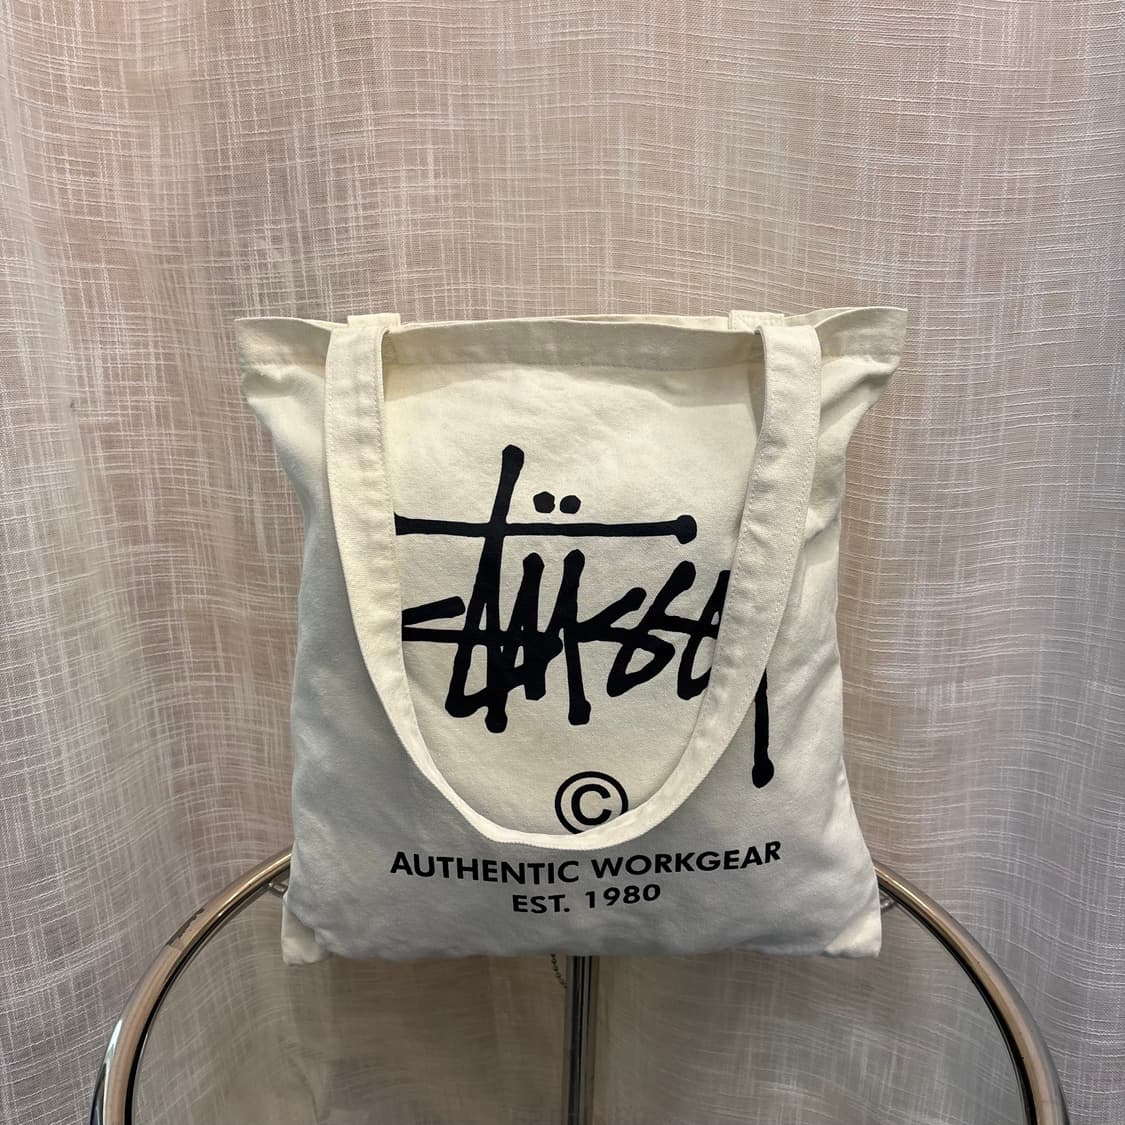 Stüssy
©
AUTHENTIC WORKGEAR
EST. 1980